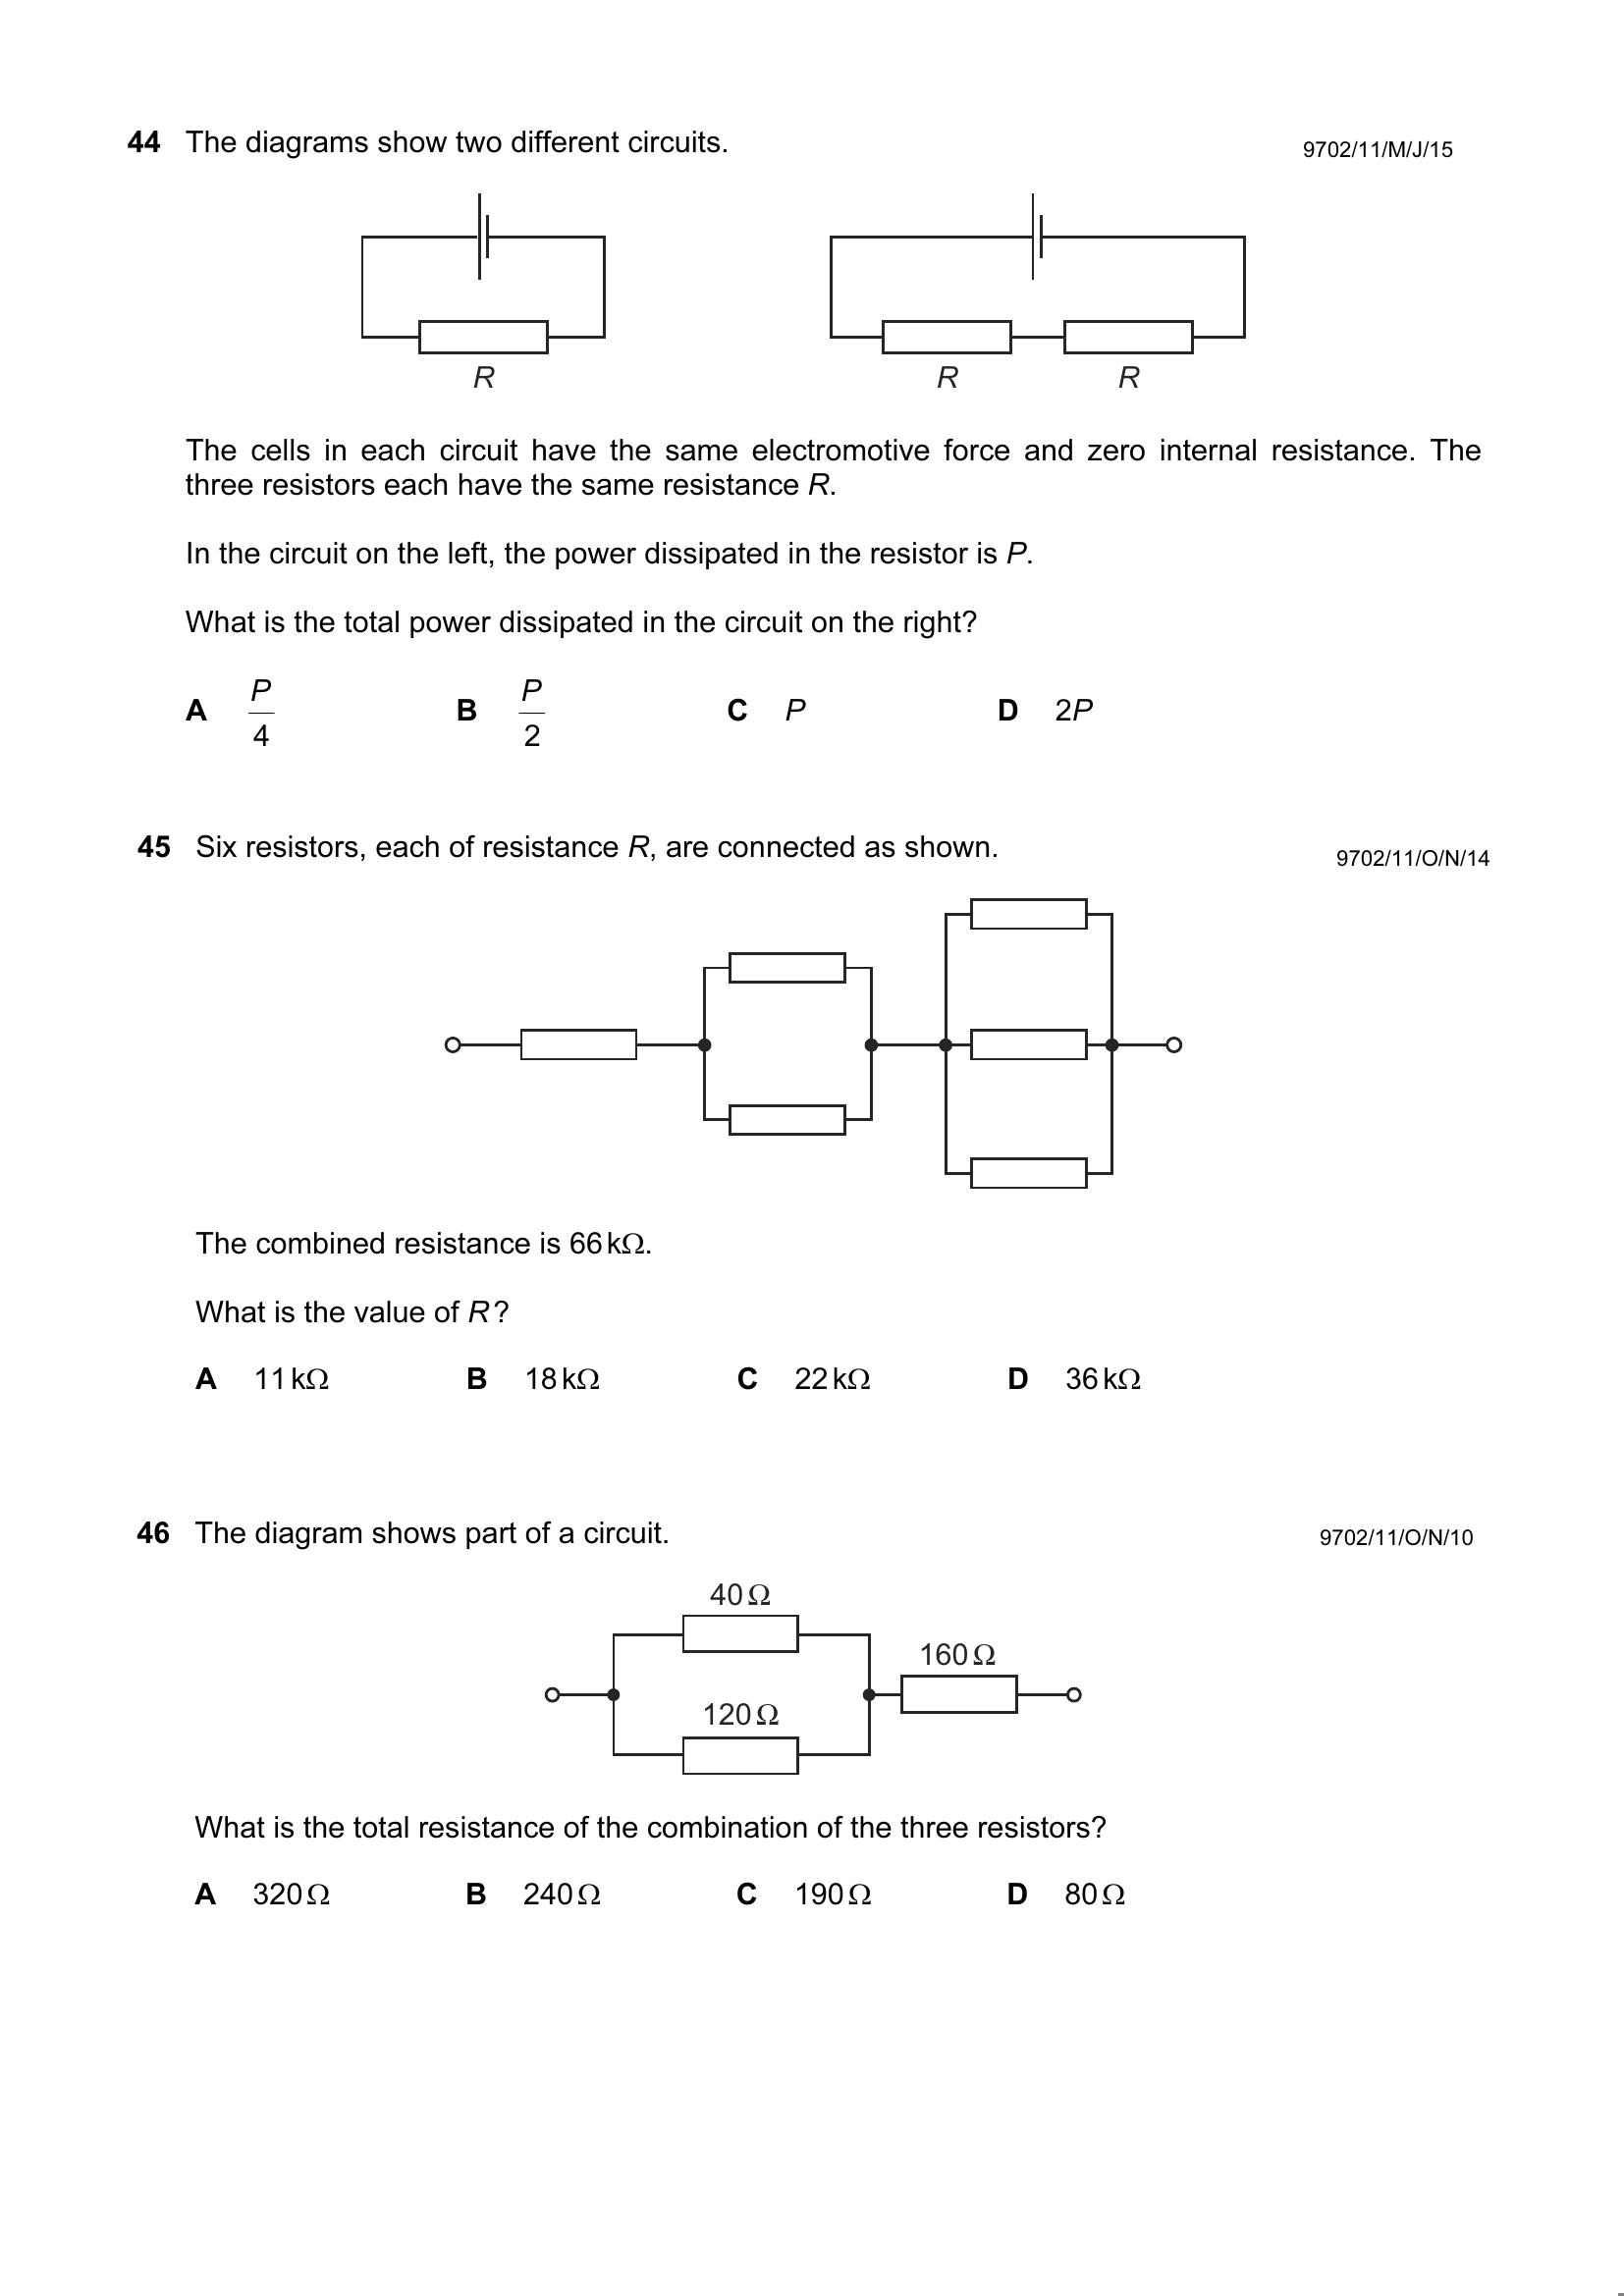 44 The diagrams show two different circuits. 9702/11/M/J/15
R R R
The cells in each circuit have the same electromotive force and zero internal resistance. The
three resistors each have the same resistance R.
In the circuit on the left, the power dissipated in the resistor is P.
What is the total power dissipated in the circuit on the right?
A P/4 B P/2 C P D 2P
45 Six resistors, each of resistance R, are connected as shown. 9702/11/O/N/14
The combined resistance is 66 kΩ.
What is the value of R?
A 11 kΩ B 18 kΩ C 22 kΩ D 36 kΩ
46 The diagram shows part of a circuit. 9702/11/O/N/10
40 Ω
160 Ω
120 Ω
What is the total resistance of the combination of the three resistors?
A 320 Ω B 240 Ω C 190 Ω D 80 Ω